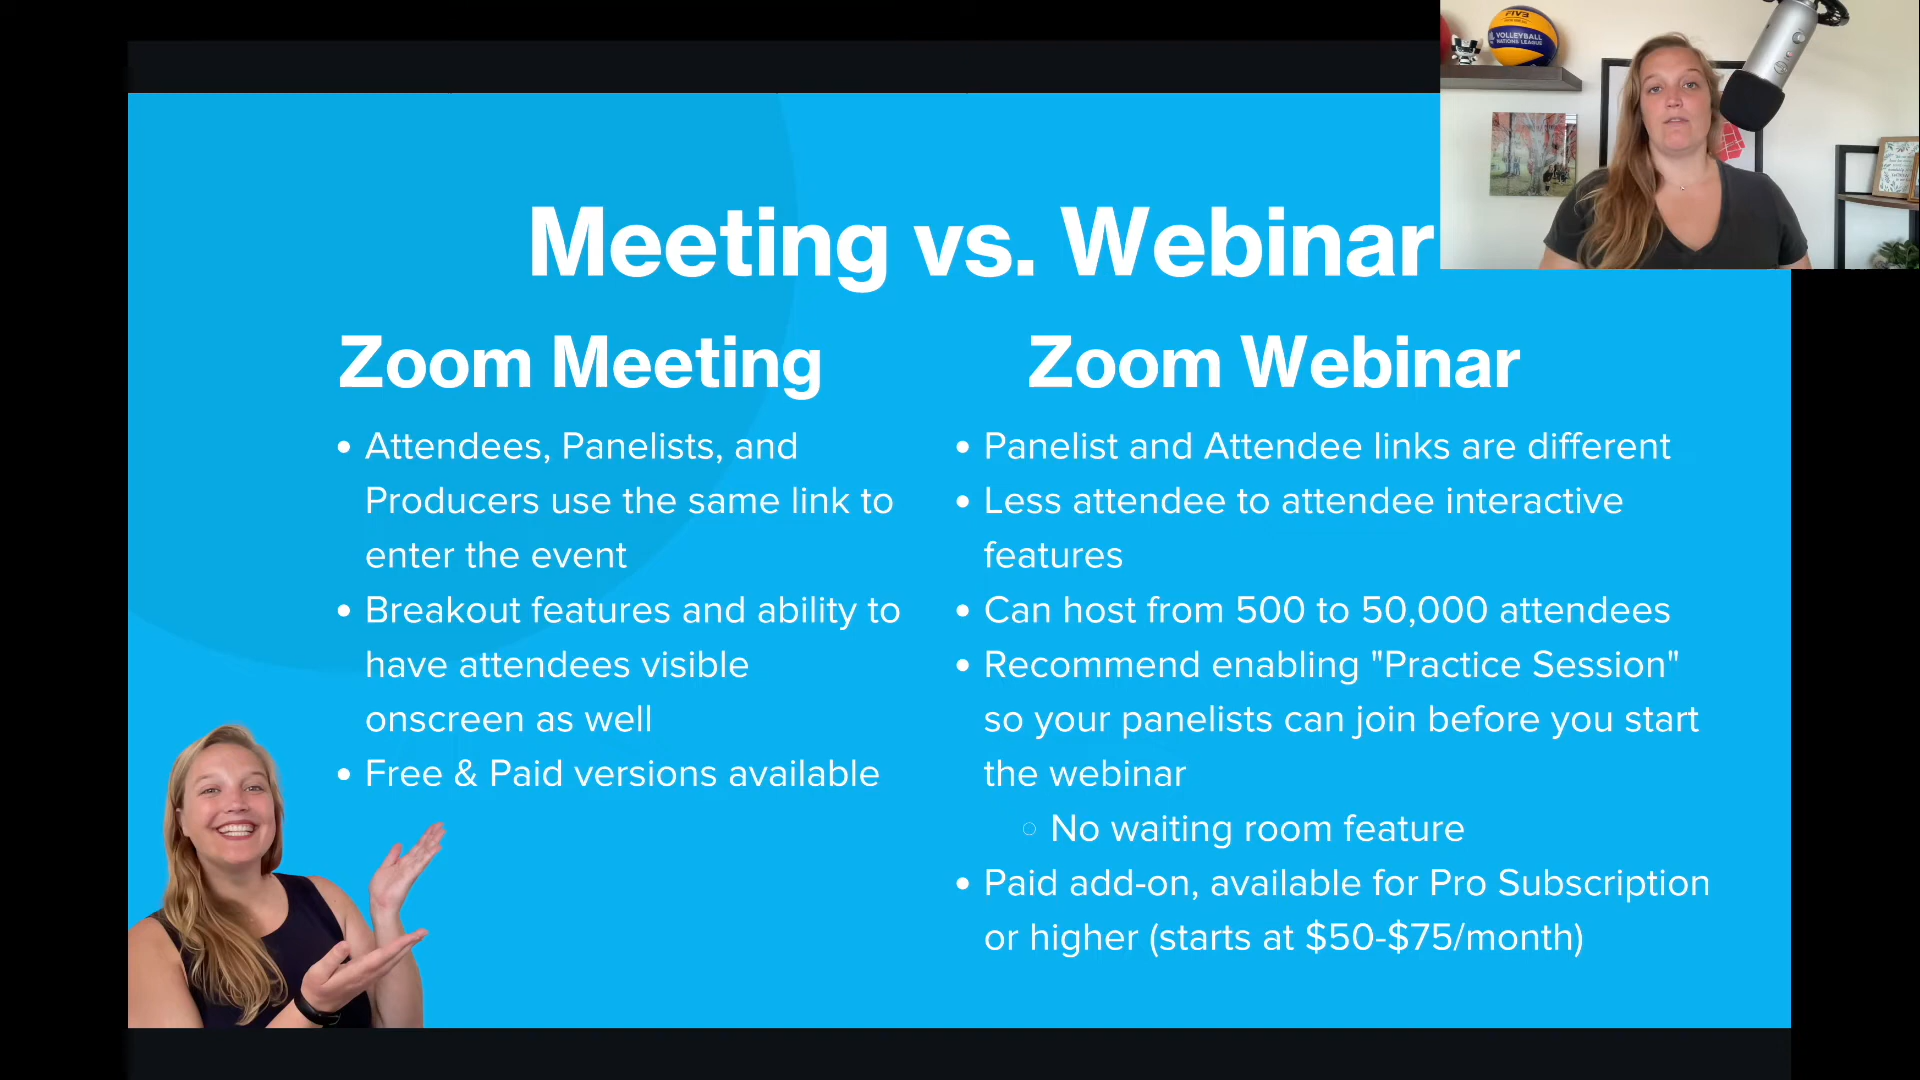 FIVB
VOLLEYBALL
NATIONS LEAGUE
Meeting vs. Webinar
Zoom Meeting
• Attendees, Panelists, and
Producers use the same link to
enter the event
• Breakout features and ability to
have attendees visible
onscreen as well
• Free & Paid versions available
Zoom Webinar
• Panelist and Attendee links are different
• Less attendee to attendee interactive
features
• Can host from 500 to 50,000 attendees
• Recommend enabling "Practice Session"
so your panelists can join before you start
the webinar
○ No waiting room feature
• Paid add-on, available for Pro Subscription
or higher (starts at $50-$75/month)